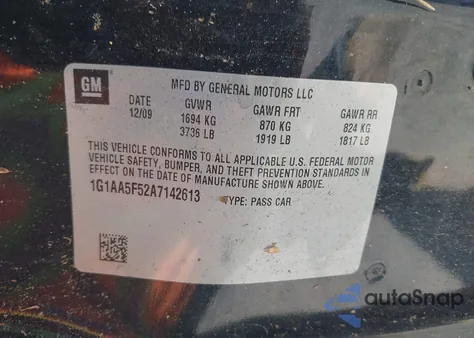 GM
MFD BY GENERAL MOTORS LLC
DATE GVWR GAWR FRT GAWR RR
12/09 1694 KG 870 KG 824 KG
3736 LB 1919 LB 1817 LB
THIS VEHICLE CONFORMS TO ALL APPLICABLE U.S. FEDERAL MOTOR
VEHICLE SAFETY, BUMPER, AND THEFT PREVENTION STANDARDS IN
EFFECT ON THE DATE OF MANUFACTURE SHOWN ABOVE.
1G1AA5F52A7142613 TYPE: PASS CAR
autoSnap